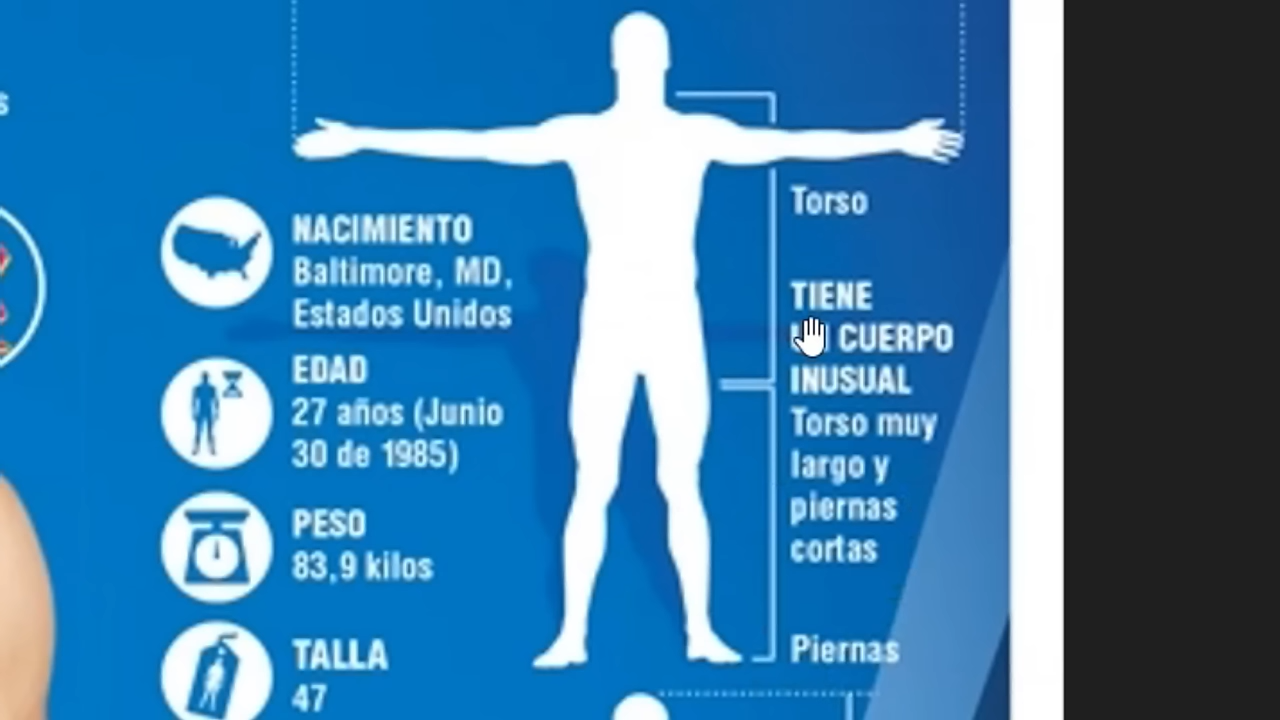 s
NACIMIENTO
Baltimore, MD,
Estados Unidos
EDAD
27 años (Junio
30 de 1985)
PESO
83,9 kilos
TALLA
47
Torso
TIENE
CUERPO
INUSUAL
Torso muy
largo y
piernas
cortas
Piernas